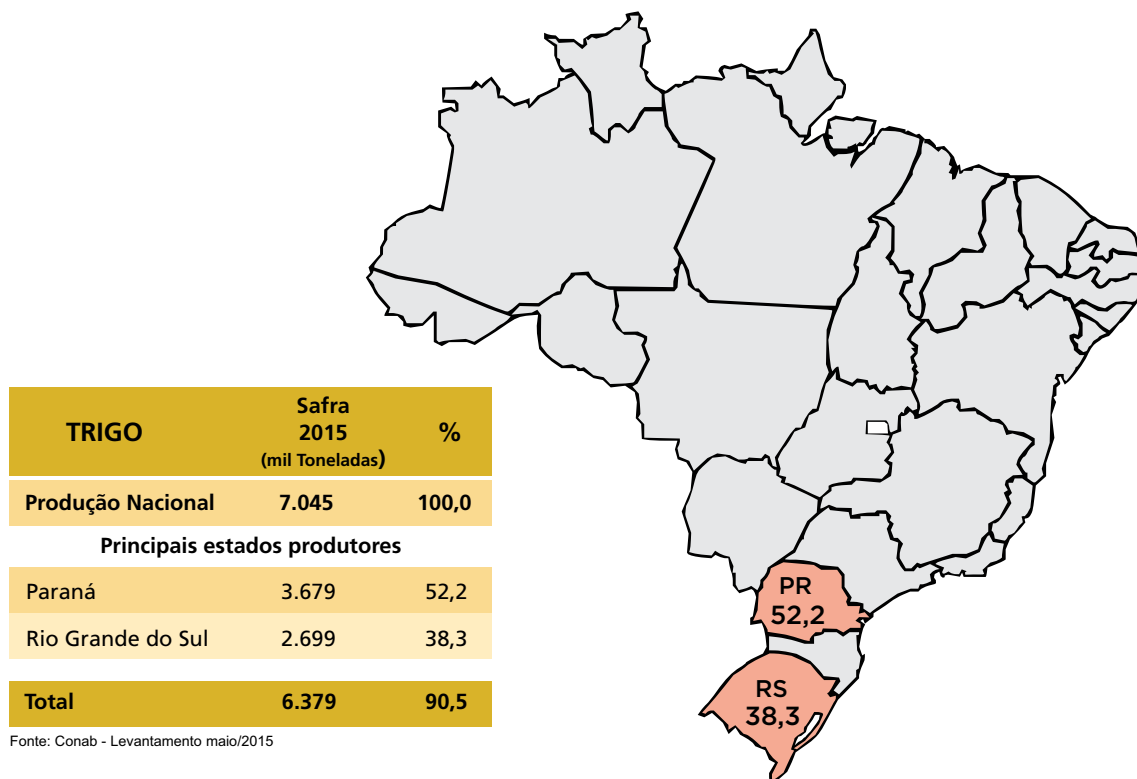 TRIGO Safra 2015 (mil Toneladas) %
Produção Nacional 7.045 100,0
Principais estados produtores
Paraná 3.679 52,2
Rio Grande do Sul 2.699 38,3
Total 6.379 90,5
Fonte: Conab - Levantamento maio/2015
PR
52,2
RS
38,3